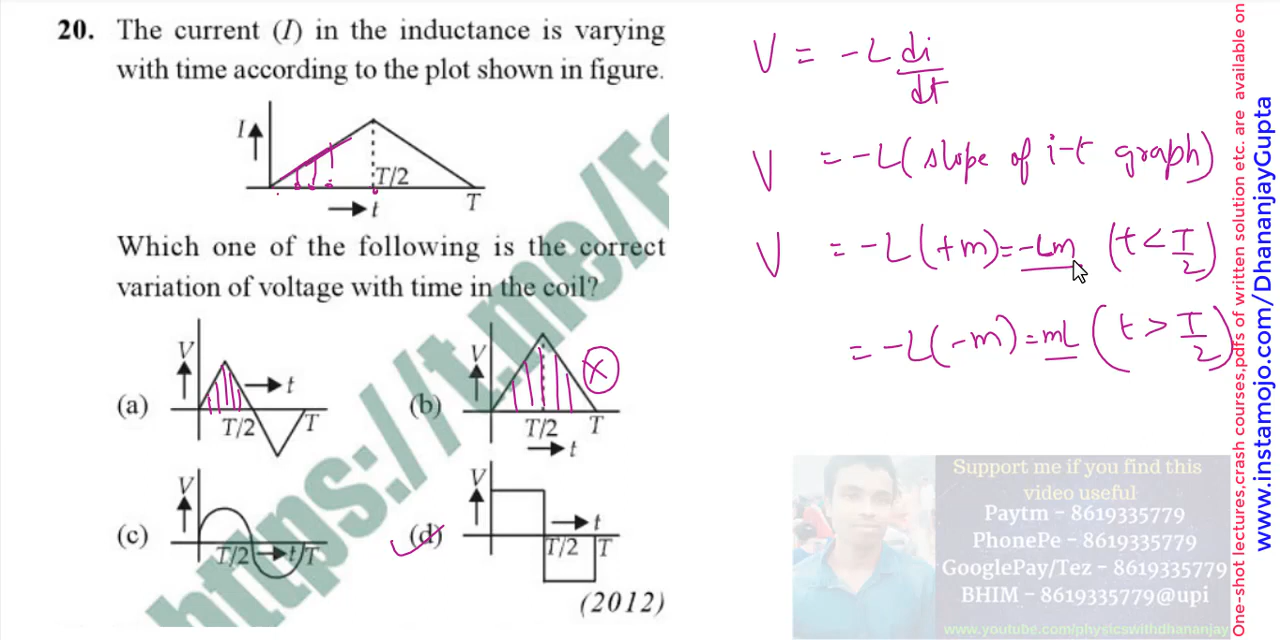 20. The current (I) in the inductance is varying
with time according to the plot shown in figure.
I
T/2
t
T
Which one of the following is the correct
variation of voltage with time in the coil?
(a)
V
t
T/2
T
(b)
V
T/2
T
t
(c)
V
T/2
t
T
(d)
V
t
T/2
T
(2012)
V = -L di/dt
V = -L( slope of i-t graph)
V = -L (+m) = -Lm (t < T/2)
= -L(-m) = mL (t > T/2)
https://t.me/F
Support me if you find this
video useful
Paytm - 8619335779
PhonePe - 8619335779
GooglePay/Tez - 8619335779
BHIM - 8619335779@upi
www.youtube.com/physicswithdhananjay
One-shot lectures,crash courses,pdfs of written solution etc. are available on
www.instamojo.com/DhananjayGupta